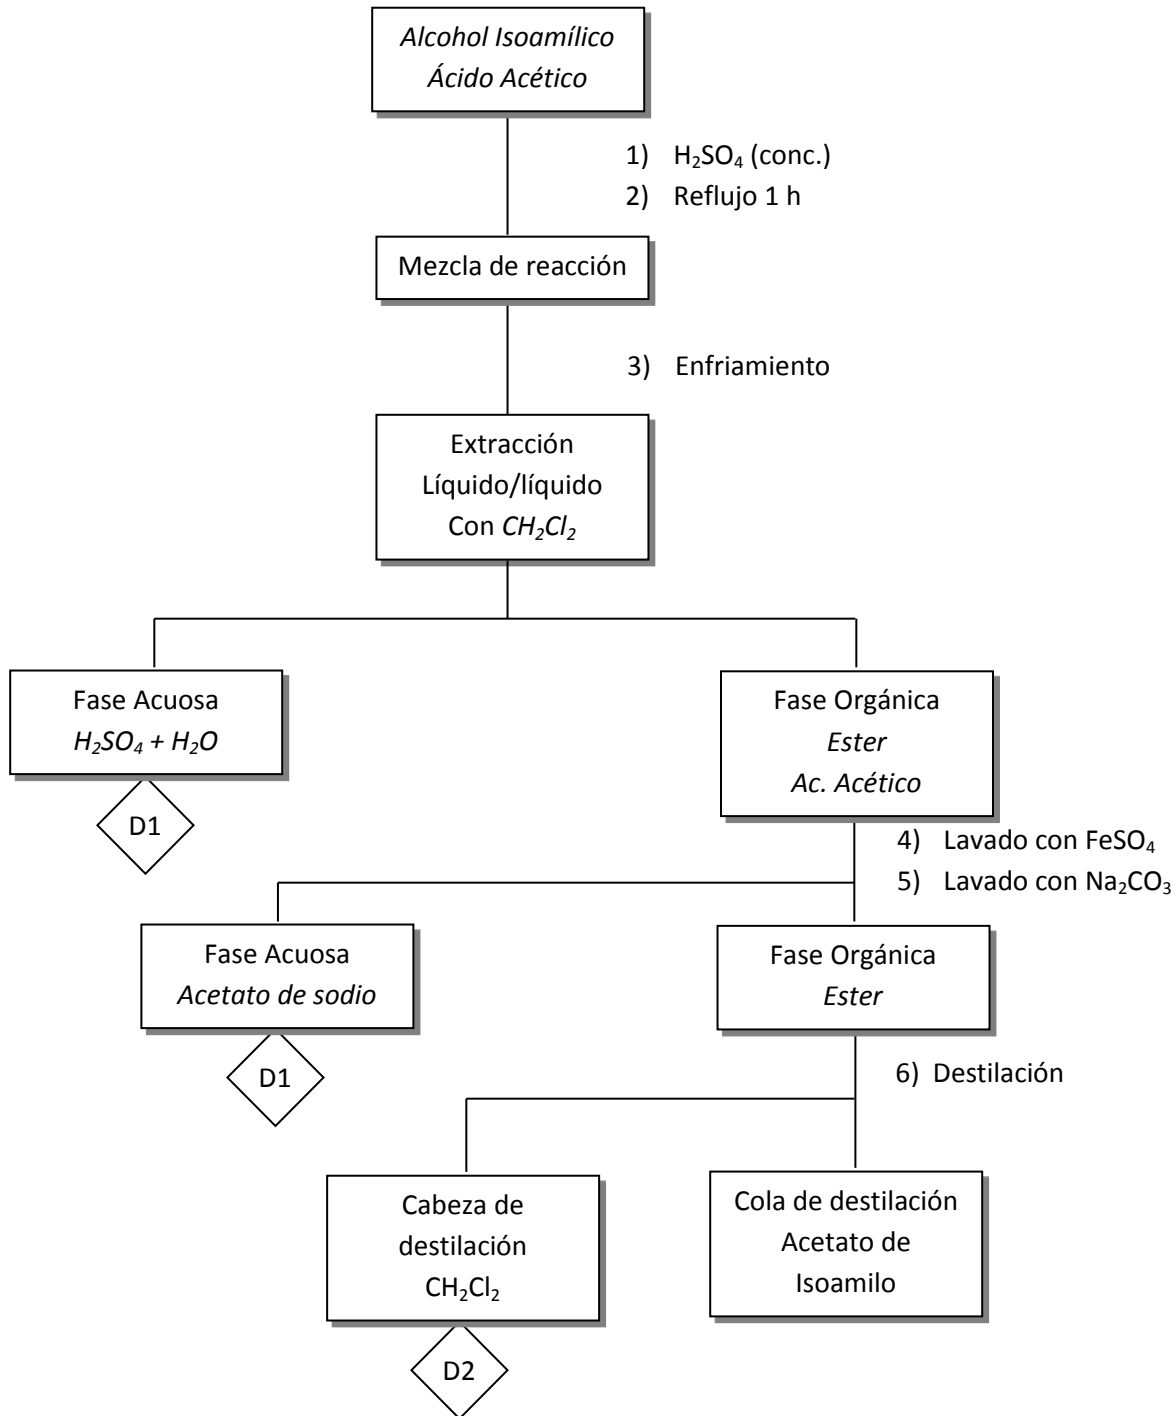 Alcohol Isoamílico
Ácido Acético
1) H₂SO₄ (conc.)
2) Reflujo 1 h
Mezcla de reacción
3) Enfriamiento
Extracción
Líquido/líquido
Con CH₂Cl₂
Fase Acuosa
H₂SO₄ + H₂O
D1
Fase Orgánica
Ester
Ac. Acético
4) Lavado con FeSO₄
5) Lavado con Na₂CO₃
Fase Acuosa
Acetato de sodio
D1
Fase Orgánica
Ester
6) Destilación
Cabeza de
destilación
CH₂Cl₂
D2
Cola de destilación
Acetato de
Isoamilo